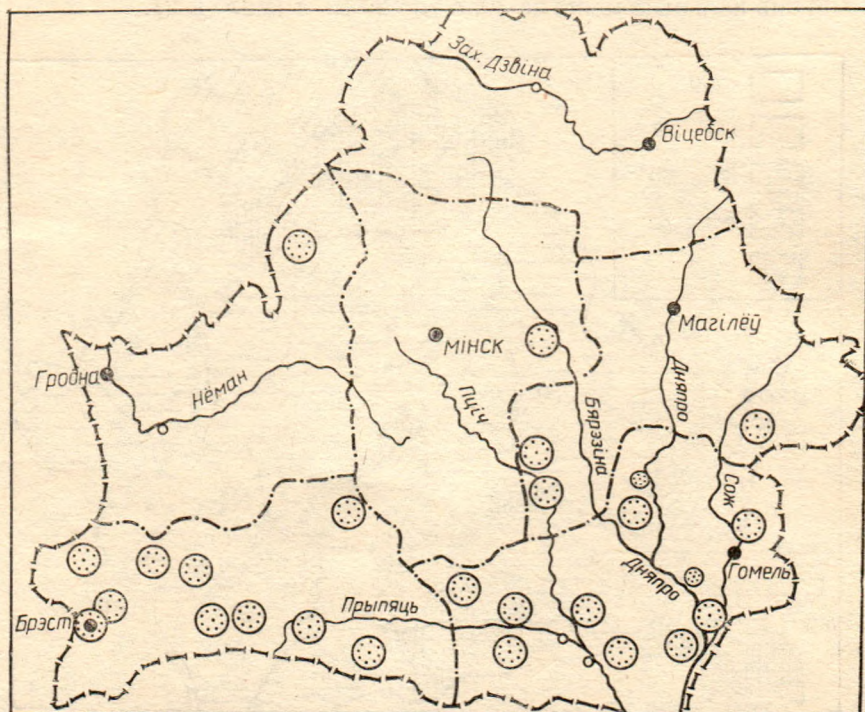 Зах. Дзвіна
Віцебск
Магілёў
Мінск
Гродна
Нёман
Пціч
Бярэзіна
Дняпро
Сож
Гомель
Дняпро
Прыпяць
Брэст